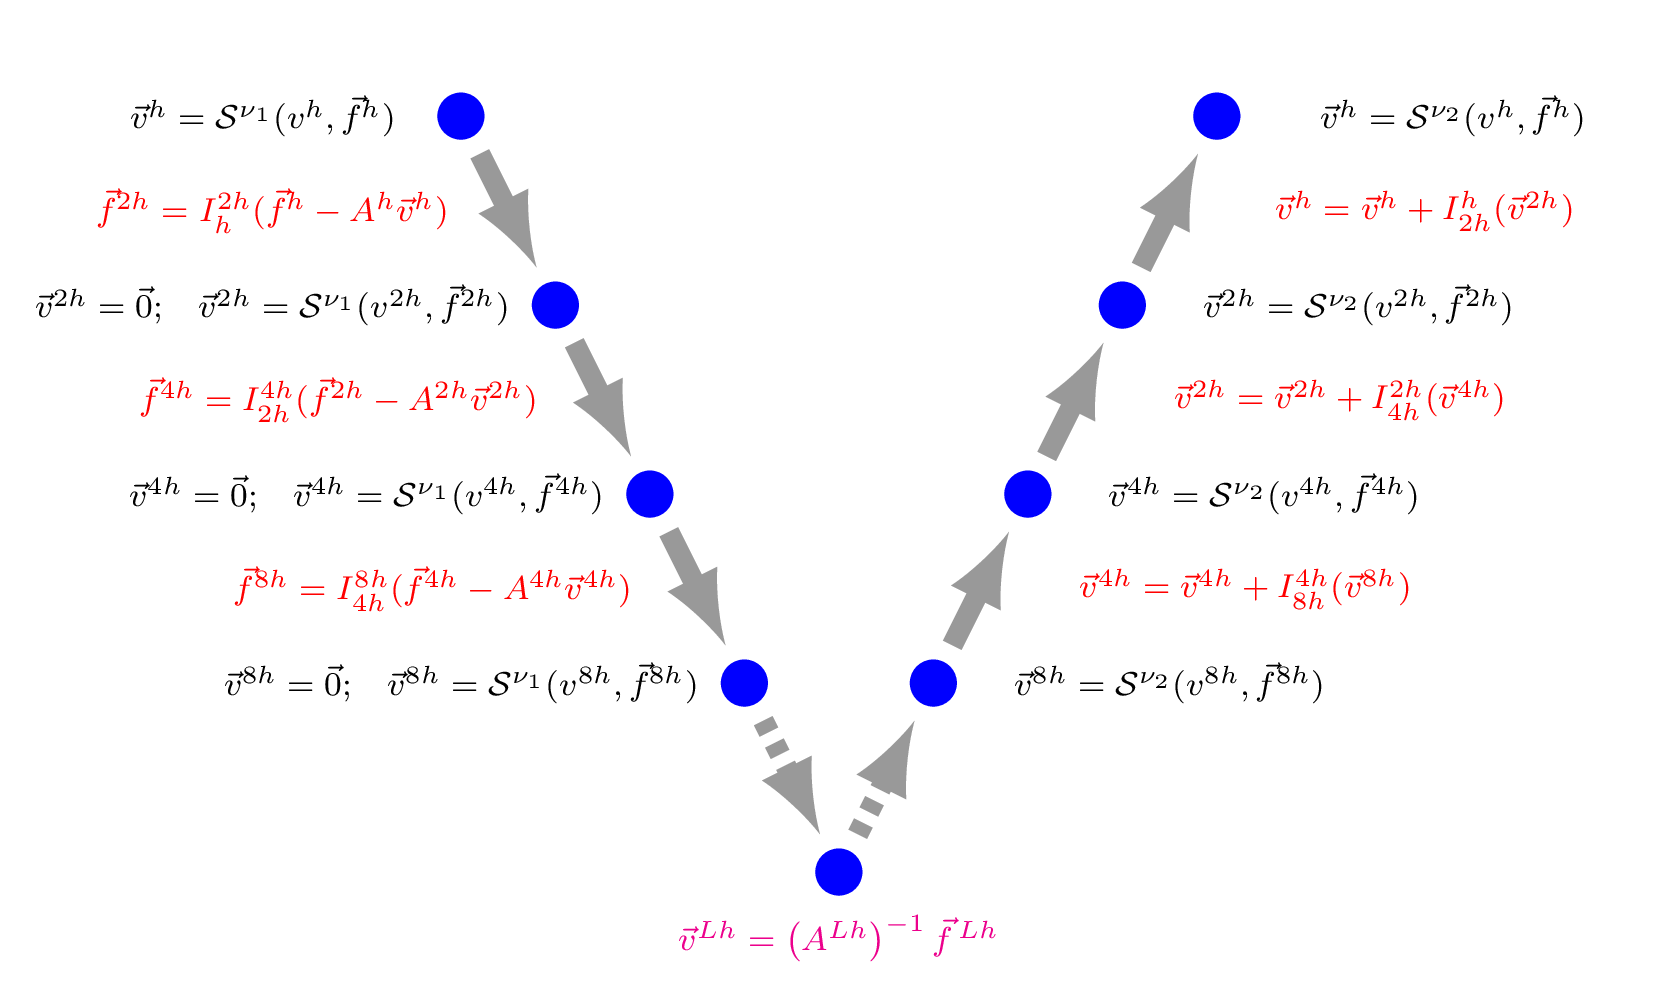 $\vec{v}^{h} = \mathcal{S}^{\nu_1}(v^{h}, \vec{f}^{h})$ $\vec{v}^{h} = \mathcal{S}^{\nu_2}(v^{h}, \vec{f}^{h})$
$\vec{f}^{2h} = I_{h}^{2h}(\vec{f}^{h} - A^{h}\vec{v}^{h})$ $\vec{v}^{h} = \vec{v}^{h} + I_{2h}^{h}(\vec{v}^{2h})$
$\vec{v}^{2h} = \vec{0}; \quad \vec{v}^{2h} = \mathcal{S}^{\nu_1}(v^{2h}, \vec{f}^{2h})$ $\vec{v}^{2h} = \mathcal{S}^{\nu_2}(v^{2h}, \vec{f}^{2h})$
$\vec{f}^{4h} = I_{2h}^{4h}(\vec{f}^{2h} - A^{2h}\vec{v}^{2h})$ $\vec{v}^{2h} = \vec{v}^{2h} + I_{4h}^{2h}(\vec{v}^{4h})$
$\vec{v}^{4h} = \vec{0}; \quad \vec{v}^{4h} = \mathcal{S}^{\nu_1}(v^{4h}, \vec{f}^{4h})$ $\vec{v}^{4h} = \mathcal{S}^{\nu_2}(v^{4h}, \vec{f}^{4h})$
$\vec{f}^{8h} = I_{4h}^{8h}(\vec{f}^{4h} - A^{4h}\vec{v}^{4h})$ $\vec{v}^{4h} = \vec{v}^{4h} + I_{8h}^{4h}(\vec{v}^{8h})$
$\vec{v}^{8h} = \vec{0}; \quad \vec{v}^{8h} = \mathcal{S}^{\nu_1}(v^{8h}, \vec{f}^{8h})$ $\vec{v}^{8h} = \mathcal{S}^{\nu_2}(v^{8h}, \vec{f}^{8h})$
$\vec{v}^{Lh} = \left(A^{Lh}\right)^{-1} \vec{f}^{Lh}$